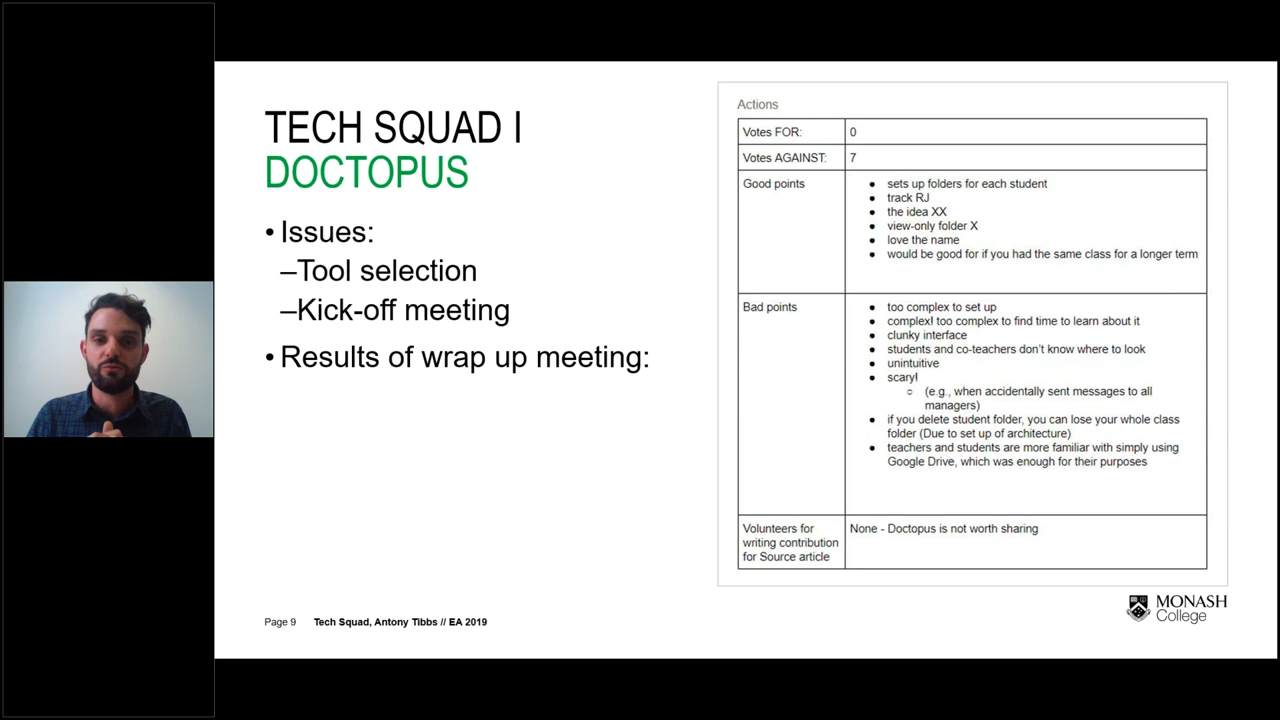 TECH SQUAD I
DOCTOPUS
• Issues:
–Tool selection
–Kick-off meeting
• Results of wrap up meeting:
Actions
Votes FOR: 0
Votes AGAINST: 7
Good points
• sets up folders for each student
• track RJ
• the idea XX
• view-only folder X
• love the name
• would be good for if you had the same class for a longer term
Bad points
• too complex to set up
• complex! too complex to find time to learn about it
• clunky interface
• students and co-teachers don't know where to look
• unintuitive
• scary!
○ (e.g., when accidentally sent messages to all
managers)
• if you delete student folder, you can lose your whole class
folder (Due to set up of architecture)
• teachers and students are more familiar with simply using
Google Drive, which was enough for their purposes
Volunteers for
writing contribution
for Source article
None - Doctopus is not worth sharing
Page 9 Tech Squad, Antony Tibbs // EA 2019
MONASH
College